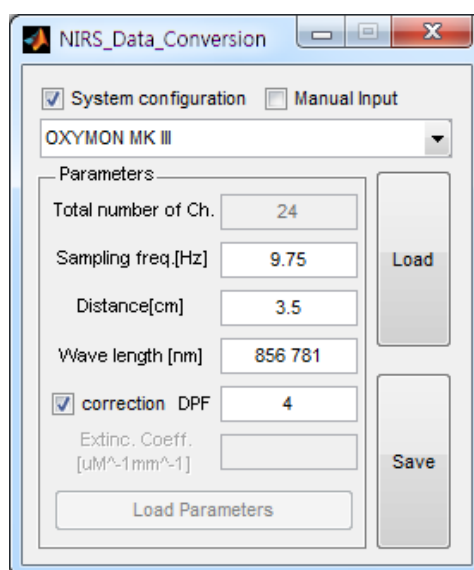 NIRS_Data_Conversion
System configuration Manual Input
OXYMON MK III
Parameters
Total number of Ch. 24
Sampling freq.[Hz] 9.75
Load
Distance[cm] 3.5
Wave length [nm] 856 781
correction DPF 4
Extinc. Coeff.
[uM^-1mm^-1]
Save
Load Parameters